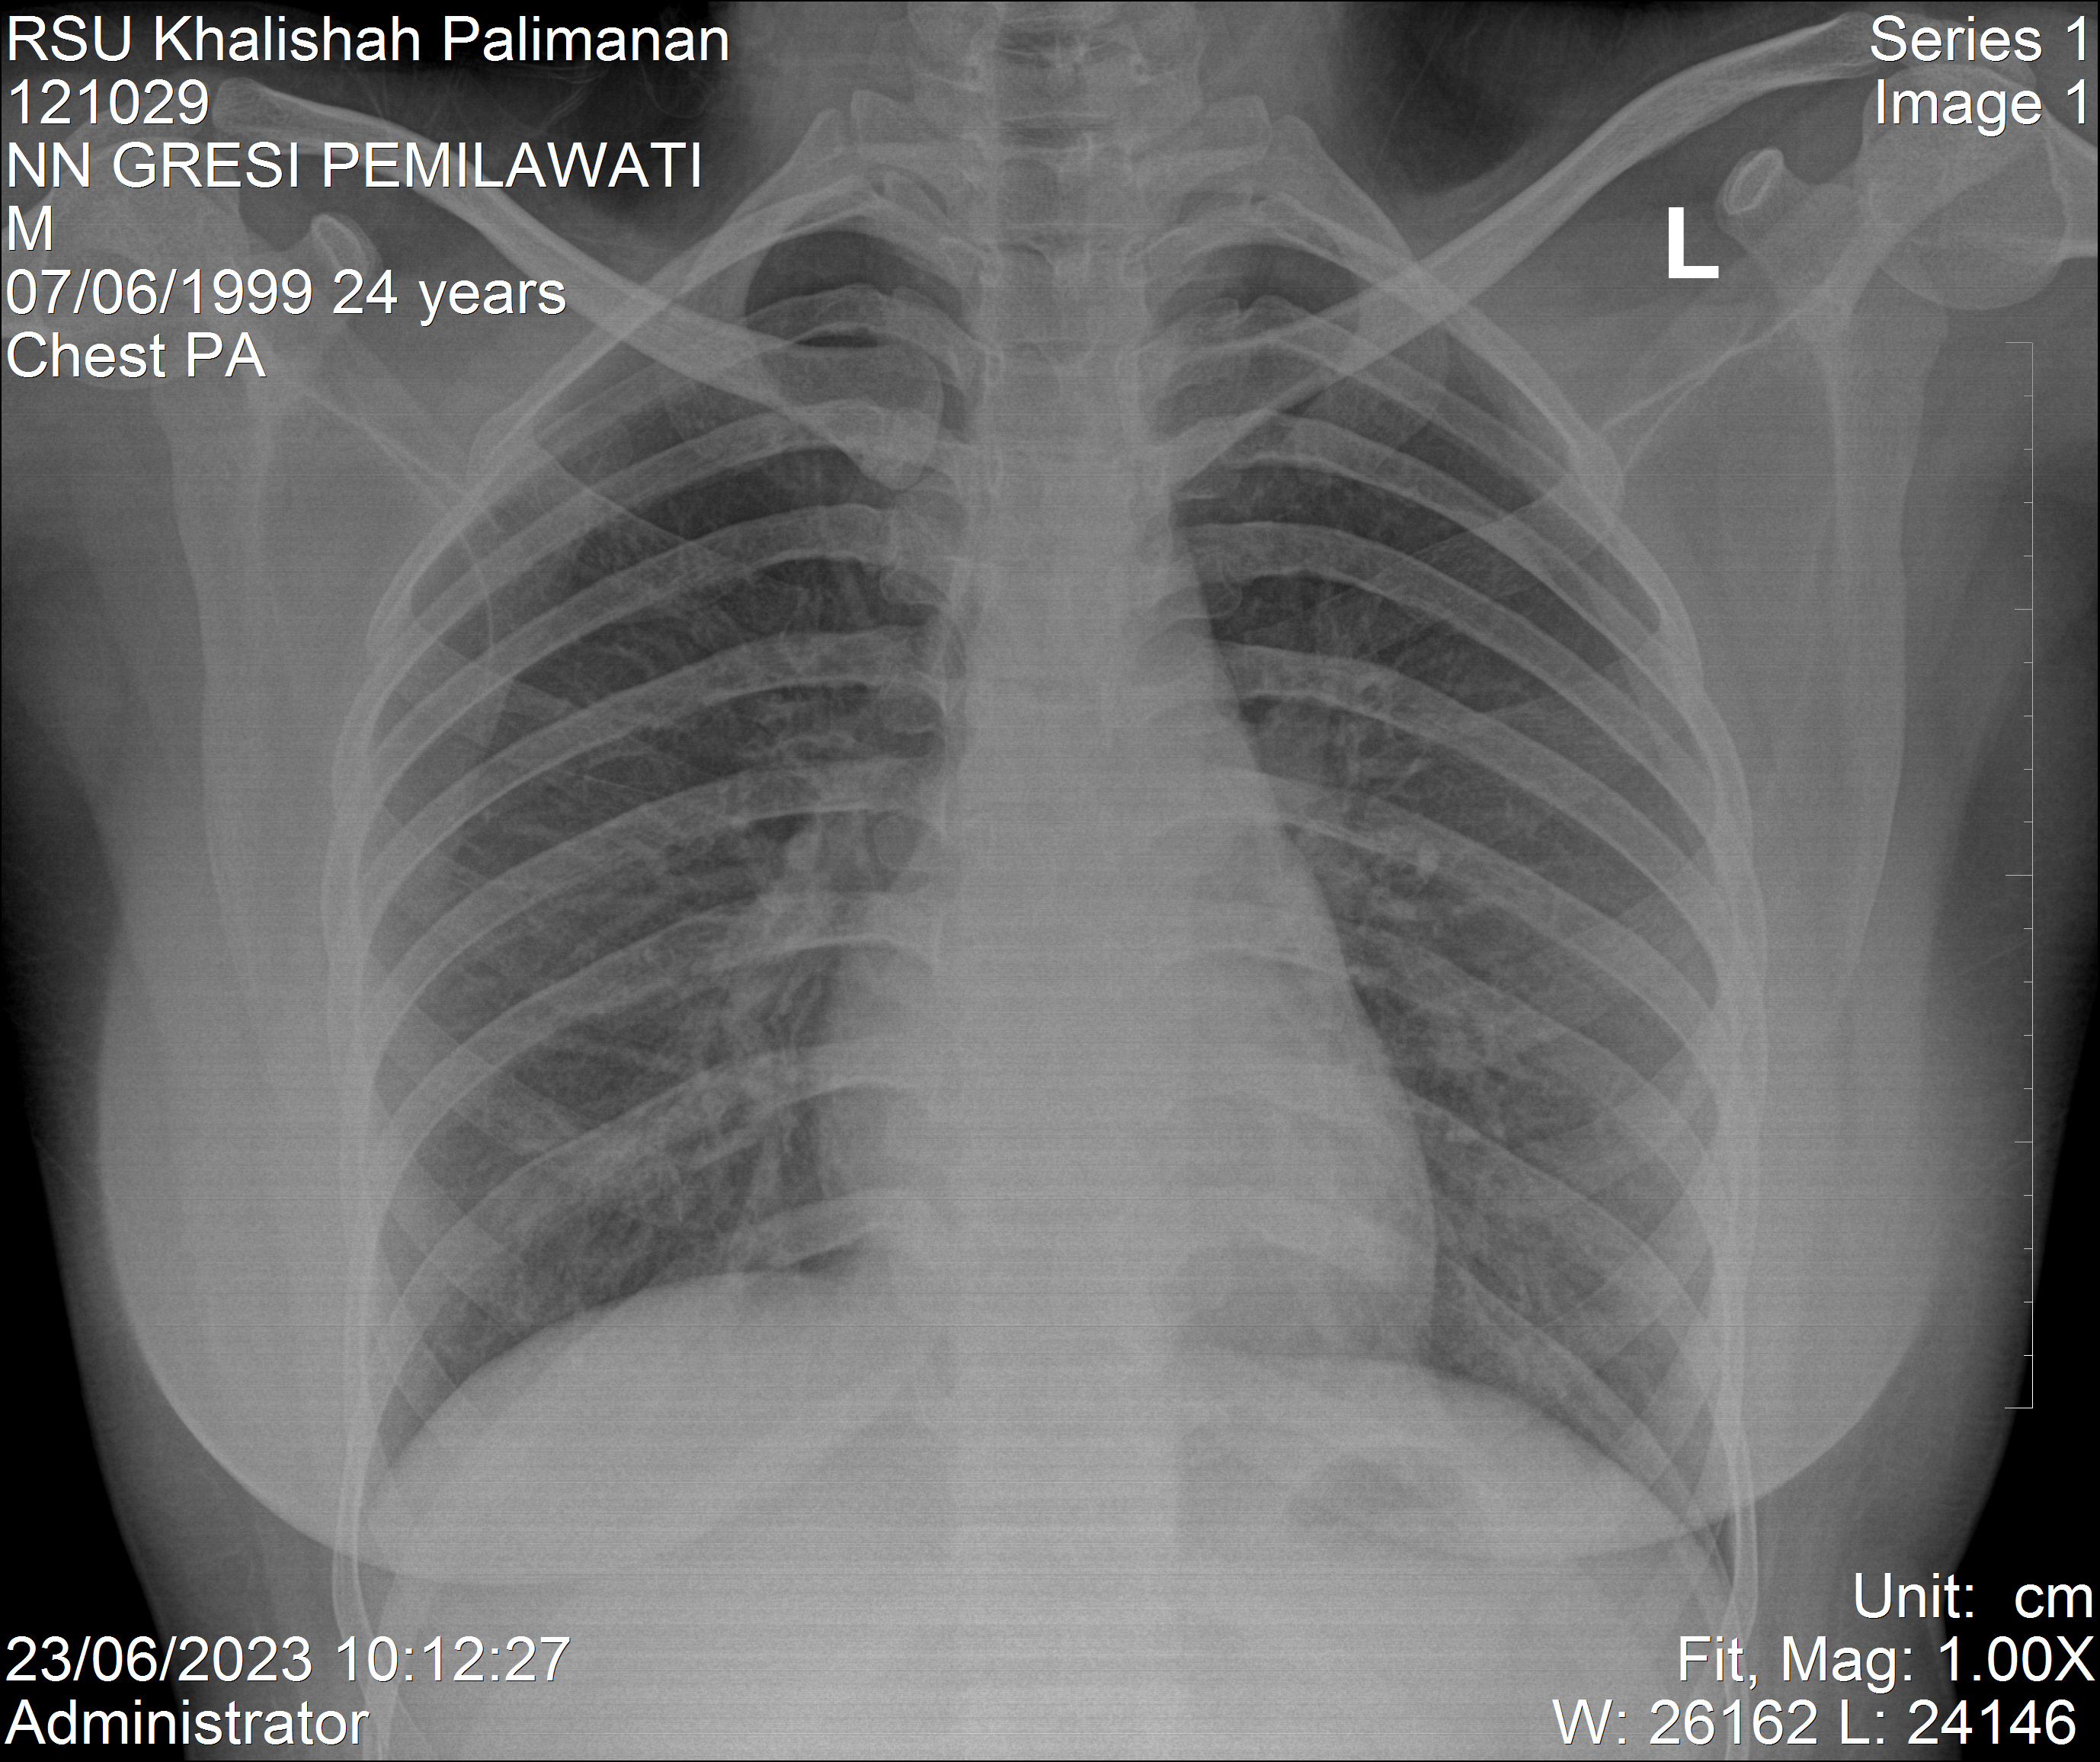 RSU Khalishah Palimanan
121029
NN GRESI PEMILAWATI
M
07/06/1999 24 years
Chest PA
Series 1
Image 1
L
23/06/2023 10:12:27
Administrator
Unit: cm
Fit, Mag: 1.00X
W: 26162 L: 24146